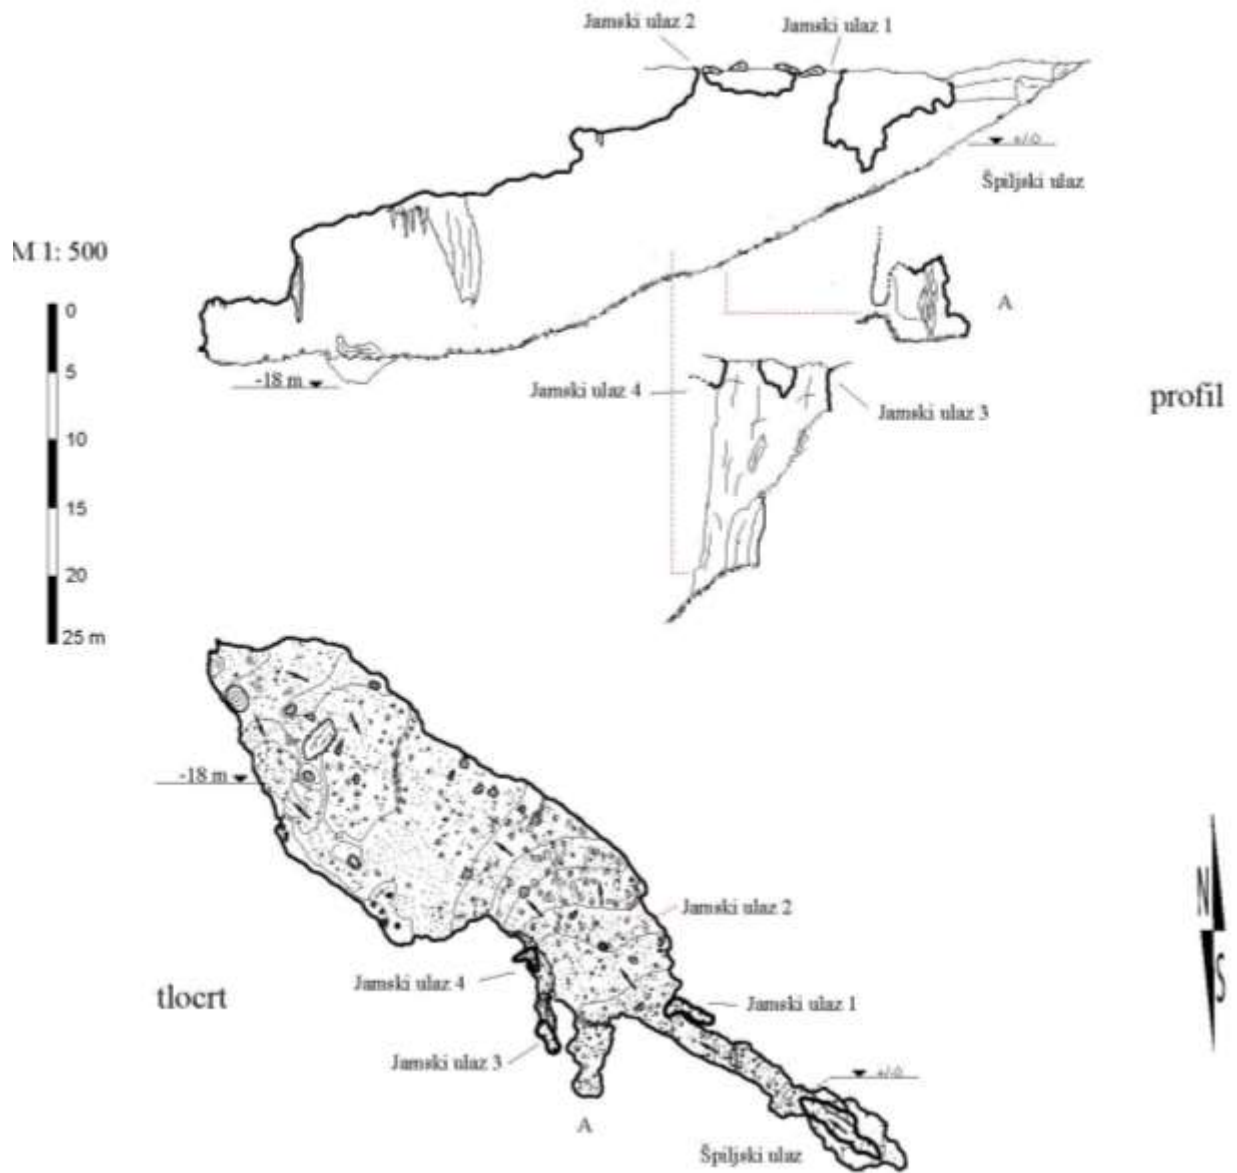 Jamski ulaz 2
Jamski ulaz 1
+/-0
Špiljski ulaz
M 1: 500
0
5
10
15
20
25 m
A
-18 m
Jamski ulaz 4
Jamski ulaz 3
profil
-18 m
Jamski ulaz 2
Jamski ulaz 4
Jamski ulaz 1
tlocrt
Jamski ulaz 3
+/-0
A
Špiljski ulaz
N
S